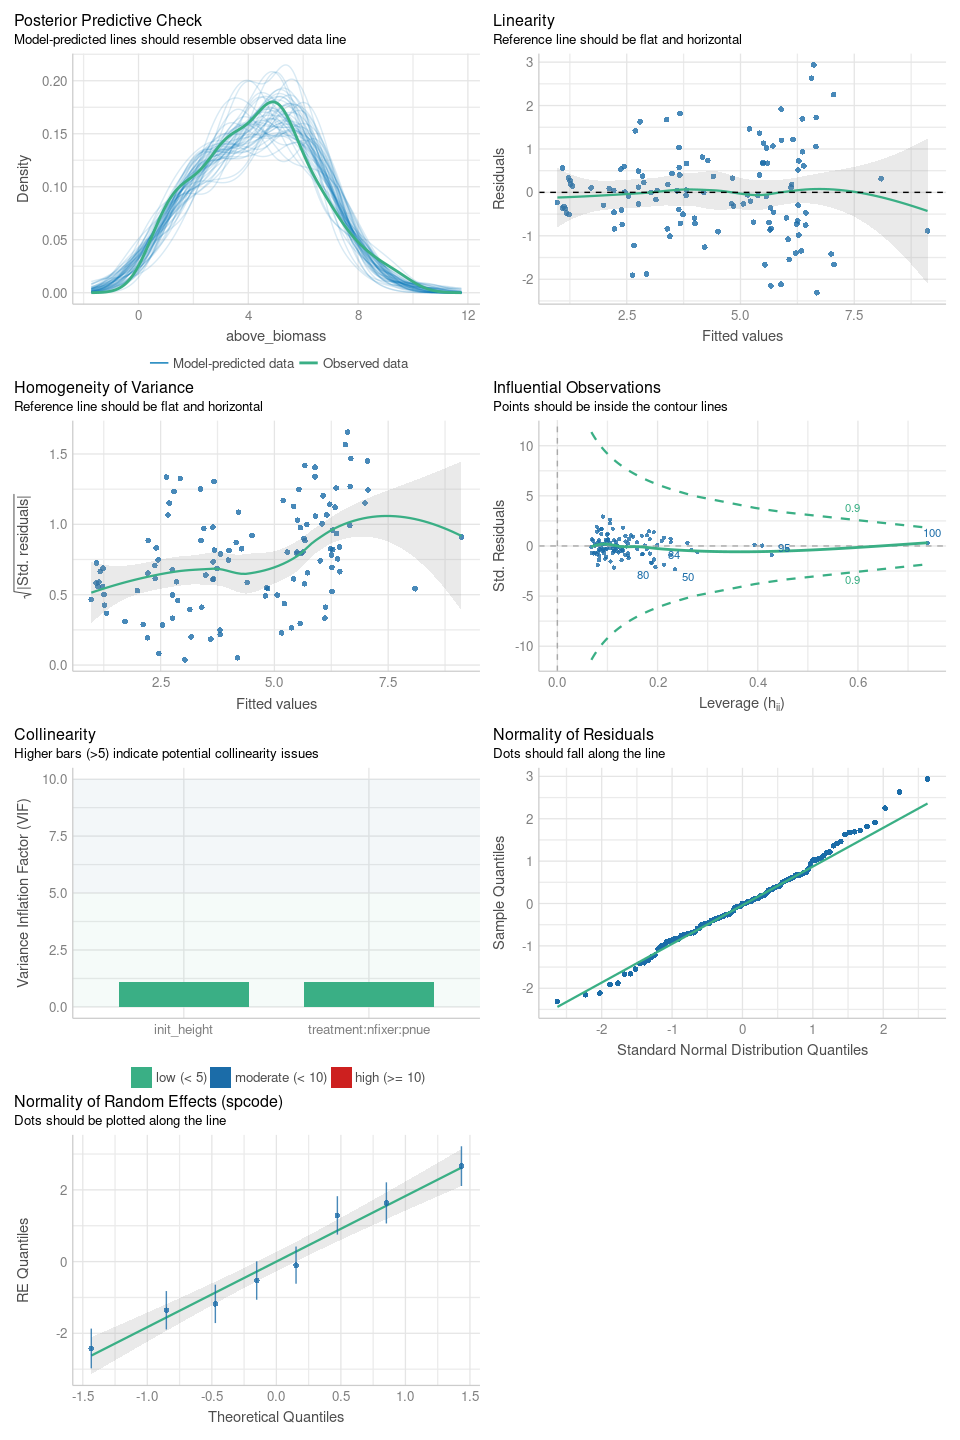 Posterior Predictive Check
Model-predicted lines should resemble observed data line
0.20
0.15
0.10
0.05
0.00
Density
0
4
8
12
above_biomass
Model-predicted data
Observed data
Linearity
Reference line should be flat and horizontal
3
2
1
0
-1
-2
Residuals
2.5
5.0
7.5
Fitted values
Homogeneity of Variance
Reference line should be flat and horizontal
1.5
1.0
0.5
0.0
√|Std. residuals|
2.5
5.0
7.5
Fitted values
Influential Observations
Points should be inside the contour lines
10
5
0
-5
-10
Std. Residuals
0.9
100
95
84
80
50
0.9
0.0
0.2
0.4
0.6
Leverage (hii)
Collinearity
Higher bars (>5) indicate potential collinearity issues
10.0
7.5
5.0
2.5
0.0
Variance Inflation Factor (VIF)
init_height
treatment:nfixer:pnue
low (< 5)
moderate (< 10)
high (>= 10)
Normality of Residuals
Dots should fall along the line
3
2
1
0
-1
-2
Sample Quantiles
-2
-1
0
1
2
Standard Normal Distribution Quantiles
Normality of Random Effects (spcode)
Dots should be plotted along the line
2
0
-2
RE Quantiles
-1.5
-1.0
-0.5
0.0
0.5
1.0
1.5
Theoretical Quantiles